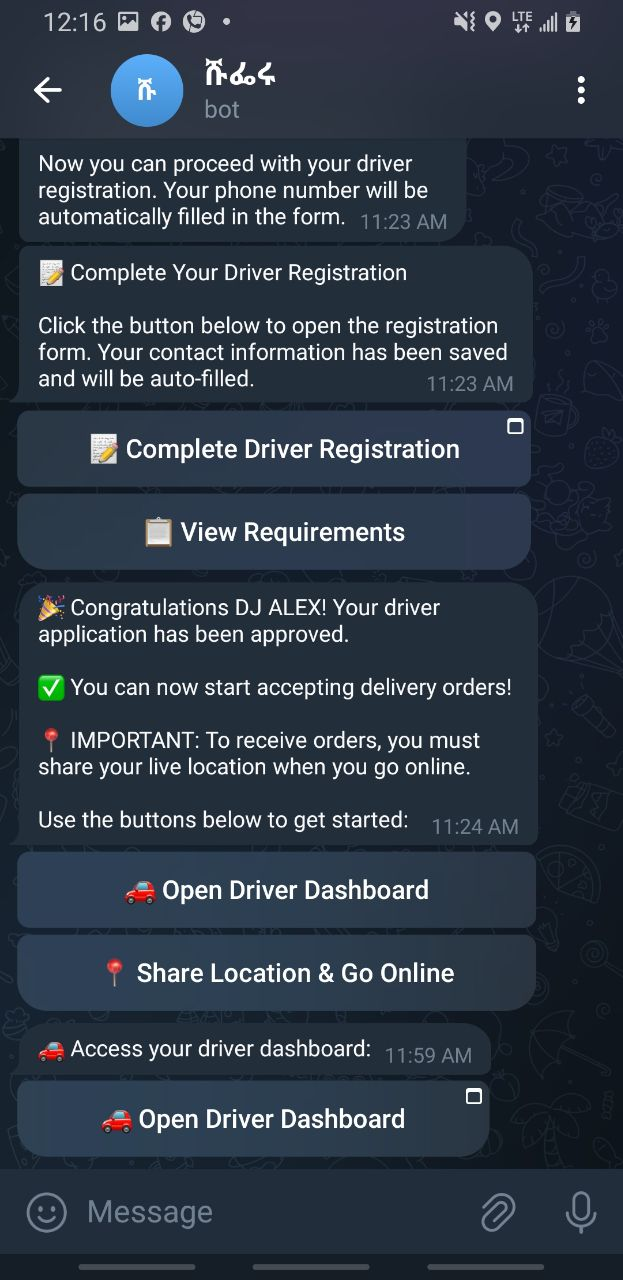 12:16
LTE
ሹ
ሹፌሩ
bot
Now you can proceed with your driver
registration. Your phone number will be
automatically filled in the form. 11:23 AM
📝 Complete Your Driver Registration
Click the button below to open the registration
form. Your contact information has been saved
and will be auto-filled. 11:23 AM
📝 Complete Driver Registration
📋 View Requirements
🎉 Congratulations DJ ALEX! Your driver
application has been approved.
✅ You can now start accepting delivery orders!
📍 IMPORTANT: To receive orders, you must
share your live location when you go online.
Use the buttons below to get started: 11:24 AM
🚗 Open Driver Dashboard
📍 Share Location & Go Online
🚗 Access your driver dashboard: 11:59 AM
🚗 Open Driver Dashboard
Message